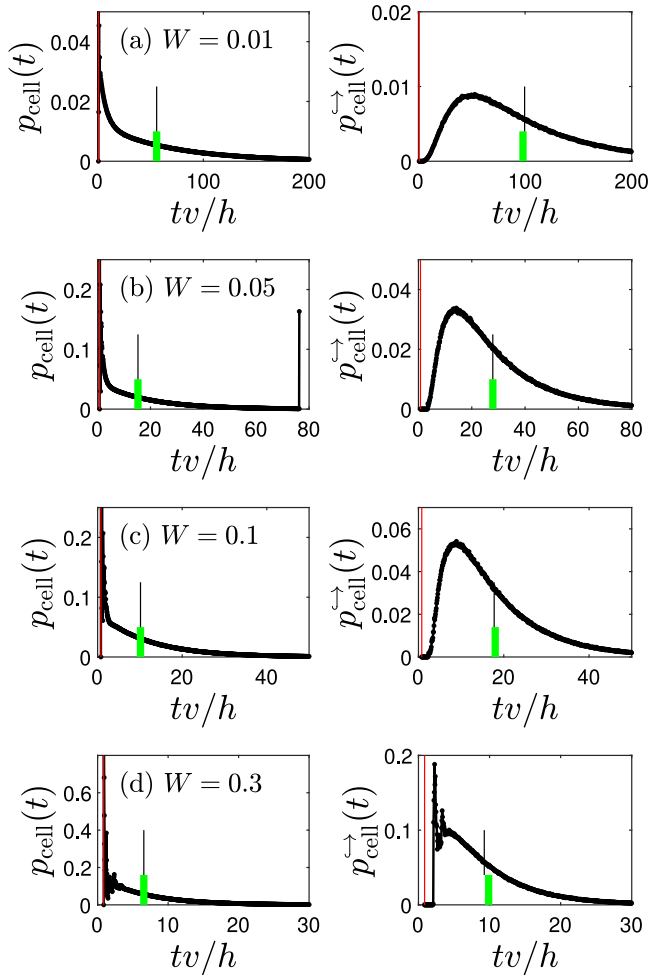 0.04
0.02
0
p_cell(t)
(a) W = 0.01
0 100 200
tv/h
0.02
0.01
0
p_cell^↪(t)
0 100 200
tv/h
0.2
0.1
0
p_cell(t)
(b) W = 0.05
0 20 40 60 80
tv/h
0.04
0.02
0
p_cell^↪(t)
0 20 40 60 80
tv/h
0.2
0.1
0
p_cell(t)
(c) W = 0.1
0 20 40
tv/h
0.06
0.04
0.02
0
p_cell^↪(t)
0 20 40
tv/h
0.6
0.4
0.2
0
p_cell(t)
(d) W = 0.3
0 10 20 30
tv/h
0.2
0.1
0
p_cell^↪(t)
0 10 20 30
tv/h